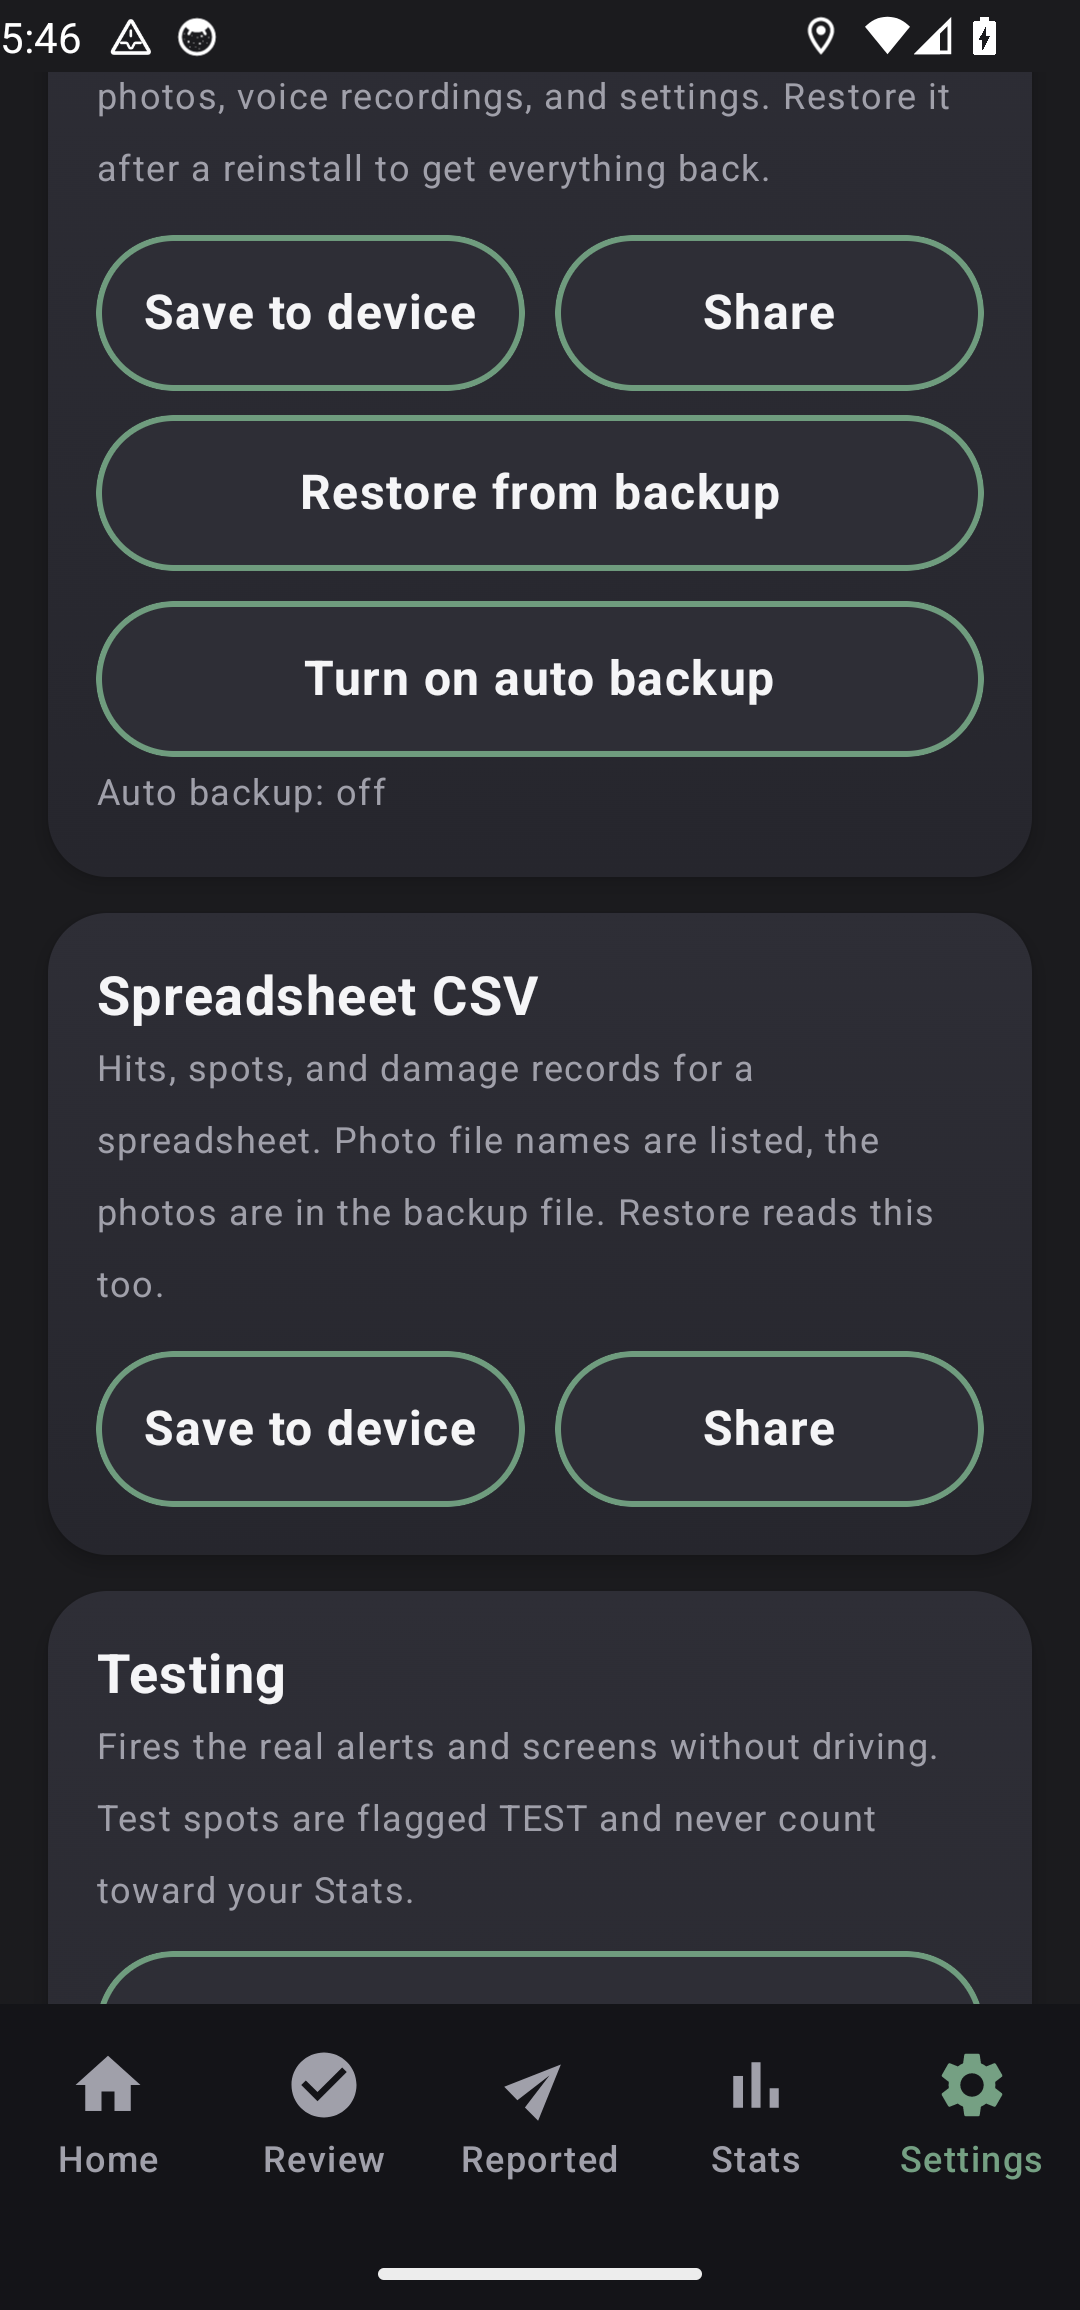 5:46
photos, voice recordings, and settings. Restore it
after a reinstall to get everything back.
Save to device
Share
Restore from backup
Turn on auto backup
Auto backup: off
Spreadsheet CSV
Hits, spots, and damage records for a
spreadsheet. Photo file names are listed, the
photos are in the backup file. Restore reads this
too.
Save to device
Share
Testing
Fires the real alerts and screens without driving.
Test spots are flagged TEST and never count
toward your Stats.
Home
Review
Reported
Stats
Settings